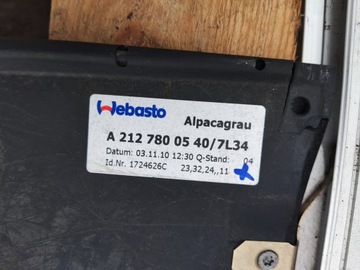 Webasto Alpacagrau
A 212 780 05 40/7L34
Datum: 03.11.10 12:30 Q-Stand: 04
Id.Nr. 1724626C 23,32,24,,11